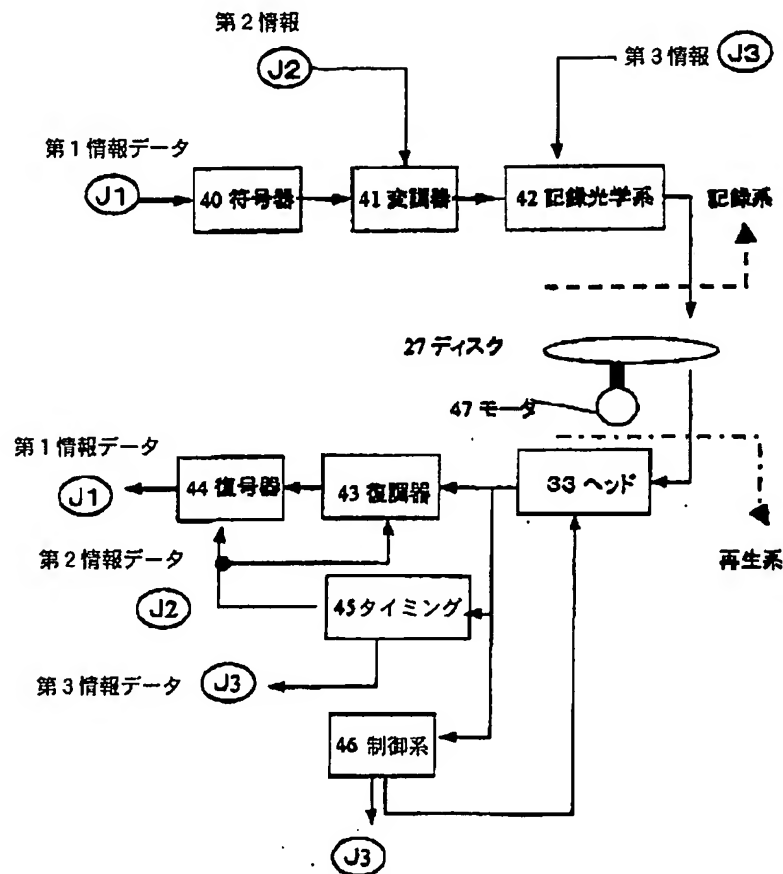 第2情報
J2
第3情報 J3
第1情報データ
J1
40 符号器
41 変調器
42 記録光学系
記録系
27 ディスク
47 モータ
第1情報データ
J1
44 復号器
43 復調器
33 ヘッド
再生系
第2情報データ
J2
45タイミング
第3情報データ J3
46 制御系
J3